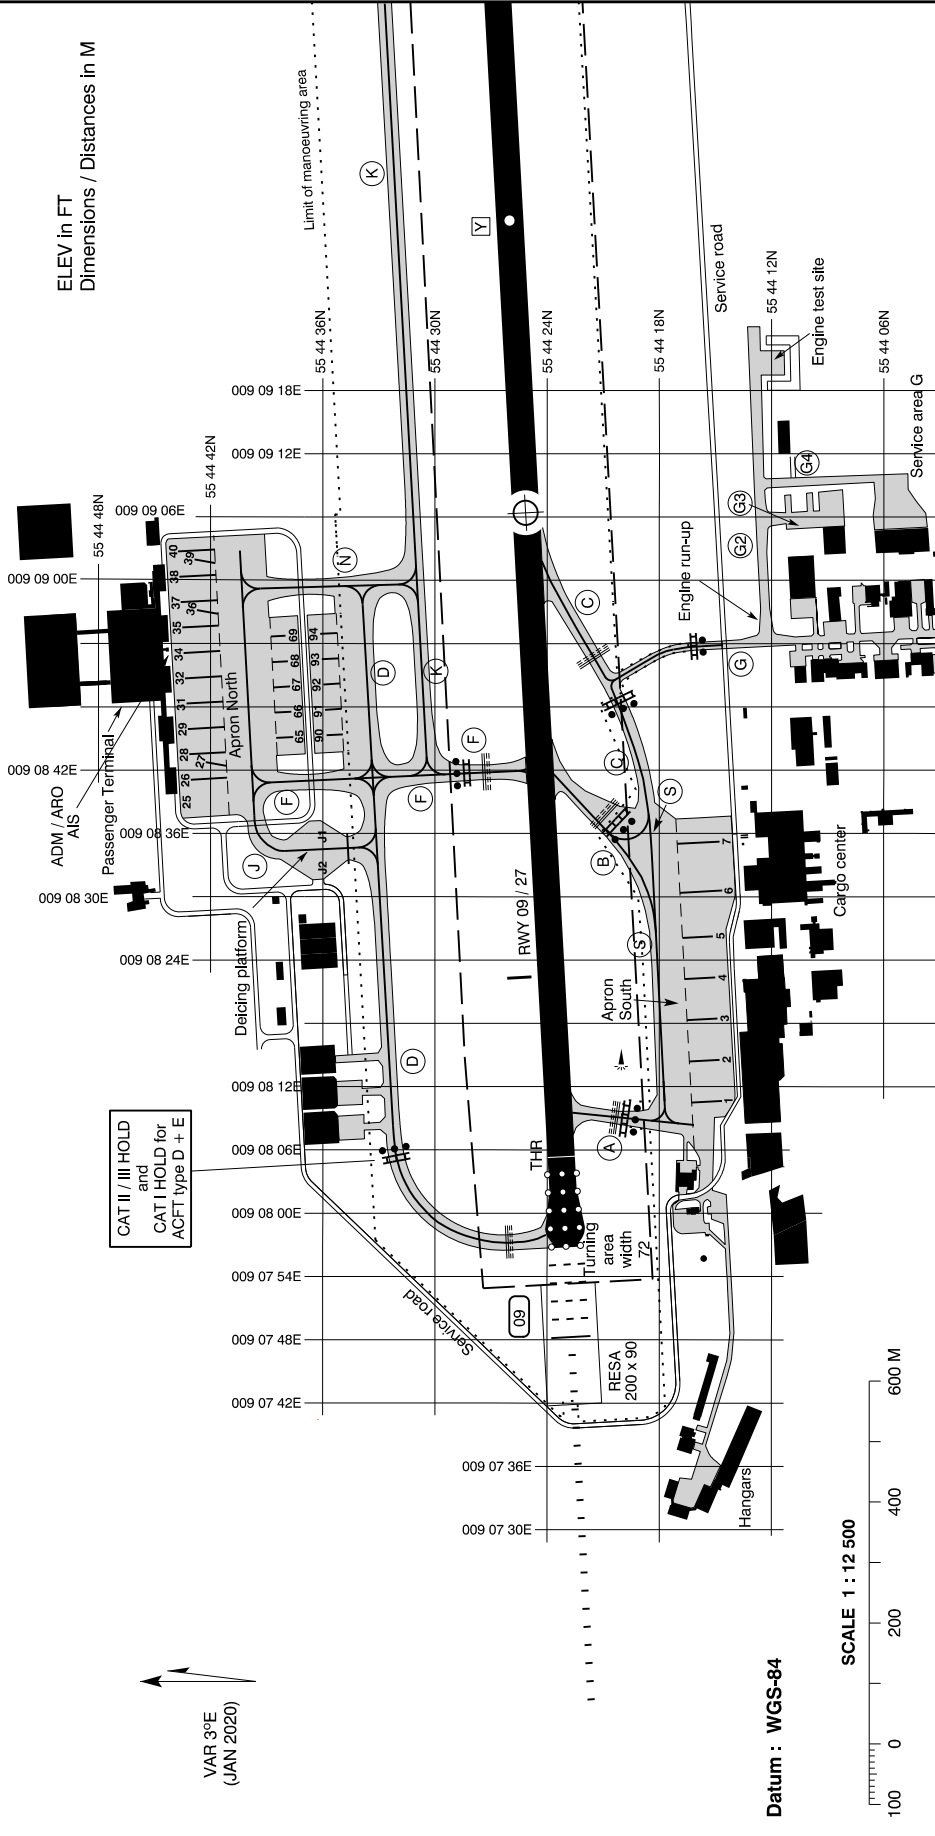 ELEV in FT
Dimensions / Distances in M
Limit of manoeuvring area
K
Y
Service road
55 44 12N
Engine test site
55 44 36N
55 44 30N
55 44 24N
55 44 18N
55 44 06N
009 09 18E
009 09 12E
Service area G
55 44 42N
55 44 48N
009 09 06E
009 09 00E
G4
G3
G2
Engine run-up
N
C
40
39
38
37
36
35
34
32
31
29
28
27
26
25
69
68
67
66
65
94
93
92
91
90
Apron North
D
K
G
ADM / ARO
AIS
Passenger Terminal
009 08 42E
F
F
F
C
S
009 08 36E
J
J1
J2
B
7
6
5
4
3
2
1
009 08 30E
Cargo center
RWY 09 / 27
S
009 08 24E
Deicing platform
Apron
South
D
009 08 12E
CAT II / III HOLD
and
CAT I HOLD for
ACFT type D + E
009 08 06E
THR
A
009 08 00E
Turning
area
width
72
009 07 54E
Service road
09
009 07 48E
RESA
200 x 90
009 07 42E
009 07 36E
009 07 30E
Hangars
VAR 3ºE
(JAN 2020)
Datum : WGS-84
SCALE 1 : 12 500
100
0
200
400
600 M